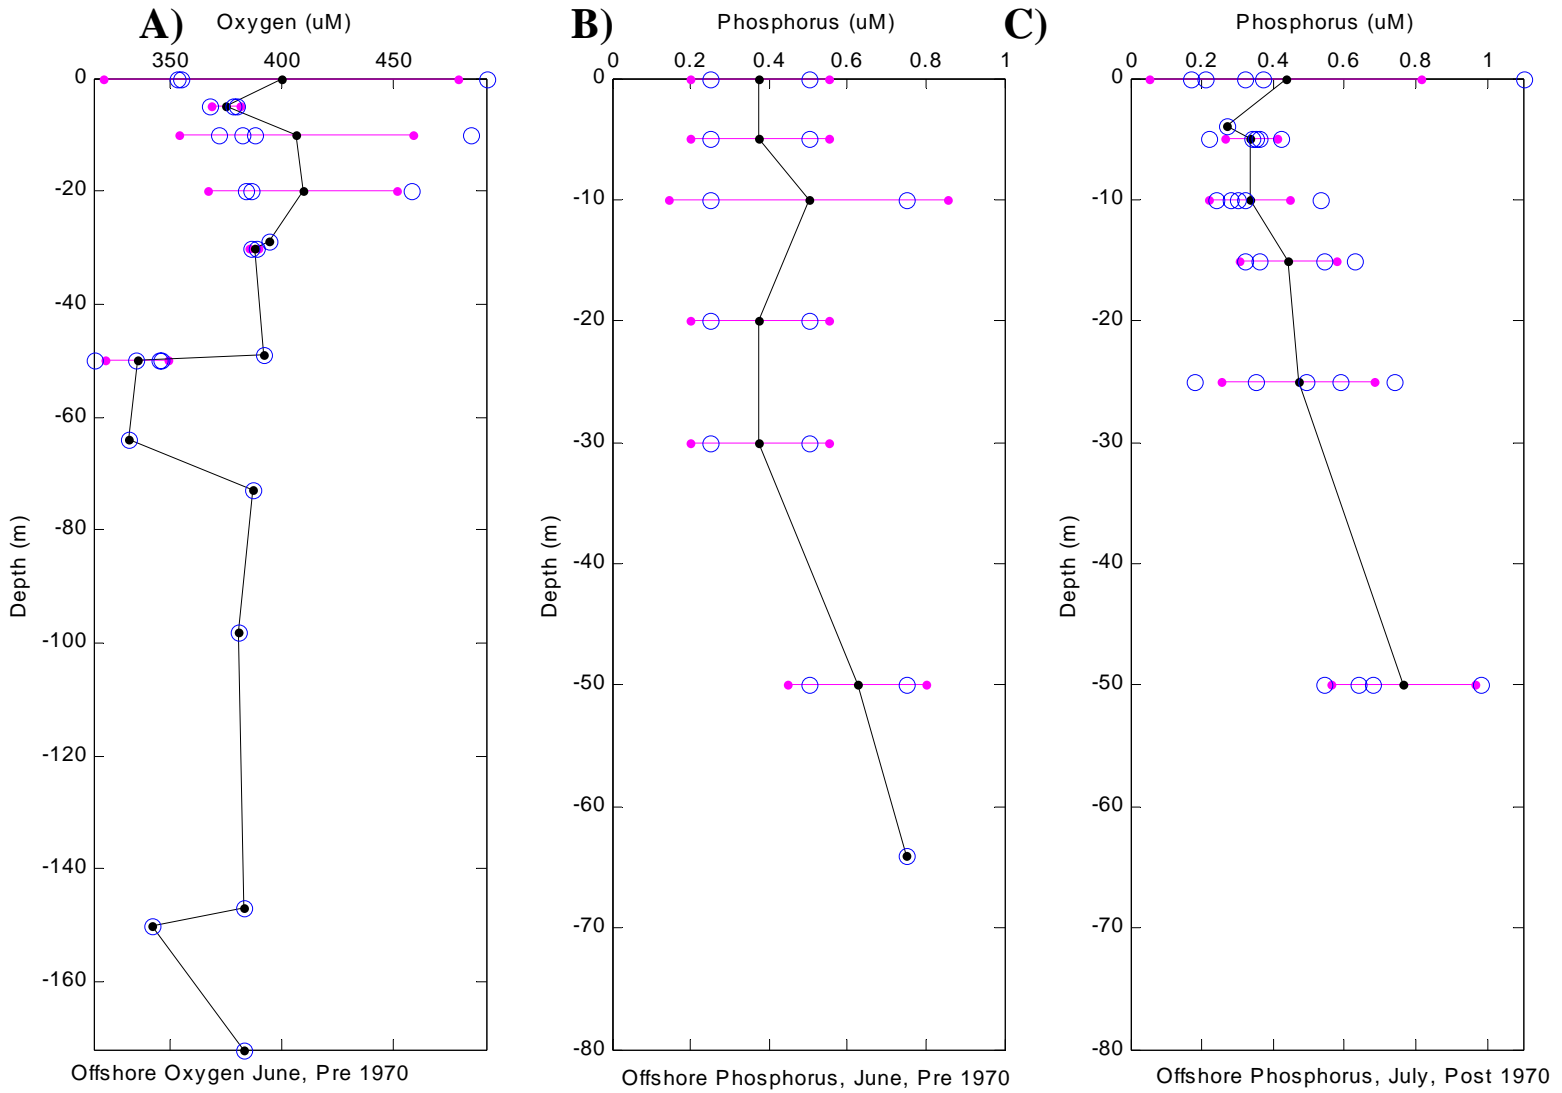 A) Oxygen (uM)
350 400 450
0
-20
-40
-60
-80
-100
-120
-140
-160
Depth (m)
Offshore Oxygen June, Pre 1970
B) Phosphorus (uM)
0 0.2 0.4 0.6 0.8 1
0
-10
-20
-30
-40
-50
-60
-70
-80
Depth (m)
Offshore Phosphorus, June, Pre 1970
C) Phosphorus (uM)
0 0.2 0.4 0.6 0.8 1
0
-10
-20
-30
-40
-50
-60
-70
-80
Depth (m)
Offshore Phosphorus, July, Post 1970